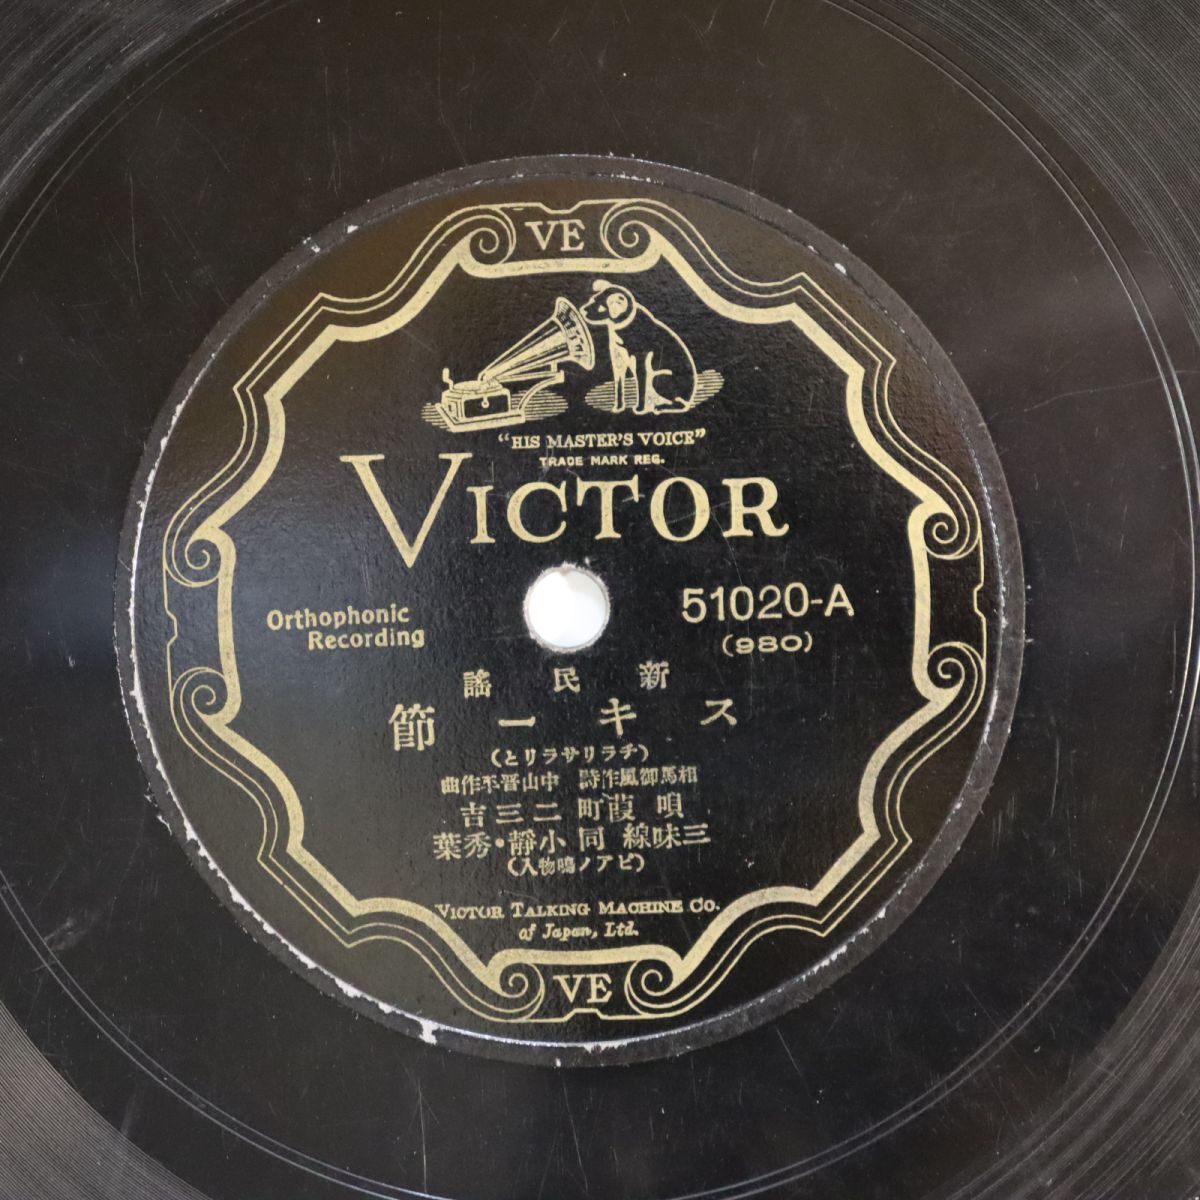 VE
"HIS MASTER'S VOICE"
TRADE MARK REG.
VICTOR
Orthophonic
Recording
51020-A
(980)
新民謠
スキー節
(チラリサラリと)
相馬御風作詩 中山晋平作曲
唄 葭町 二三吉
三味線 同 小靜・秀葉
(ピアノ鳴物入)
VICTOR TALKING MACHINE CO.
of Japan, Ltd.
VE